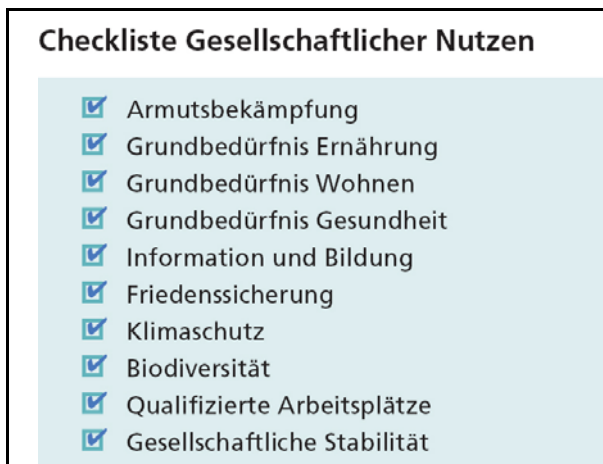 Checkliste Gesellschaftlicher Nutzen
Armutsbekämpfung
Grundbedürfnis Ernährung
Grundbedürfnis Wohnen
Grundbedürfnis Gesundheit
Information und Bildung
Friedenssicherung
Klimaschutz
Biodiversität
Qualifizierte Arbeitsplätze
Gesellschaftliche Stabilität